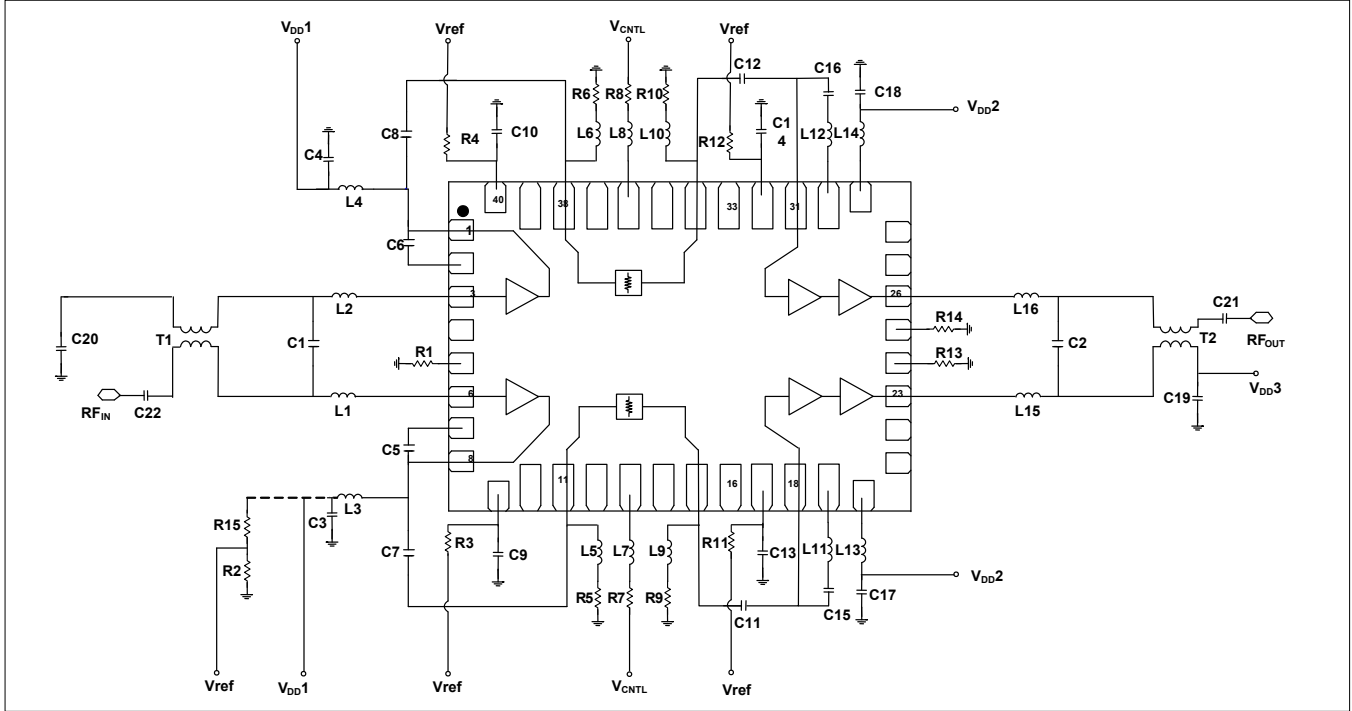 VDD1
Vref
VCNTL
Vref
C12
C16
C18
VDD2
R6
R8
R10
C8
R4
C10
L6
L8
L10
R12
C1
4
L12
L14
C4
L4
40
38
33
31
1
C6
3
26
L2
L16
C21
R14
C20
T1
C1
C2
T2
RFOUT
R1
R13
RFIN
C22
L1
6
23
L15
C19
VDD3
C5
8
11
16
18
L3
R15
C3
R2
C7
R3
C9
L5
L7
L9
R11
C13
L11
L13
VDD2
R5
R7
R9
C11
C15
C17
Vref
VDD1
Vref
VCNTL
Vref